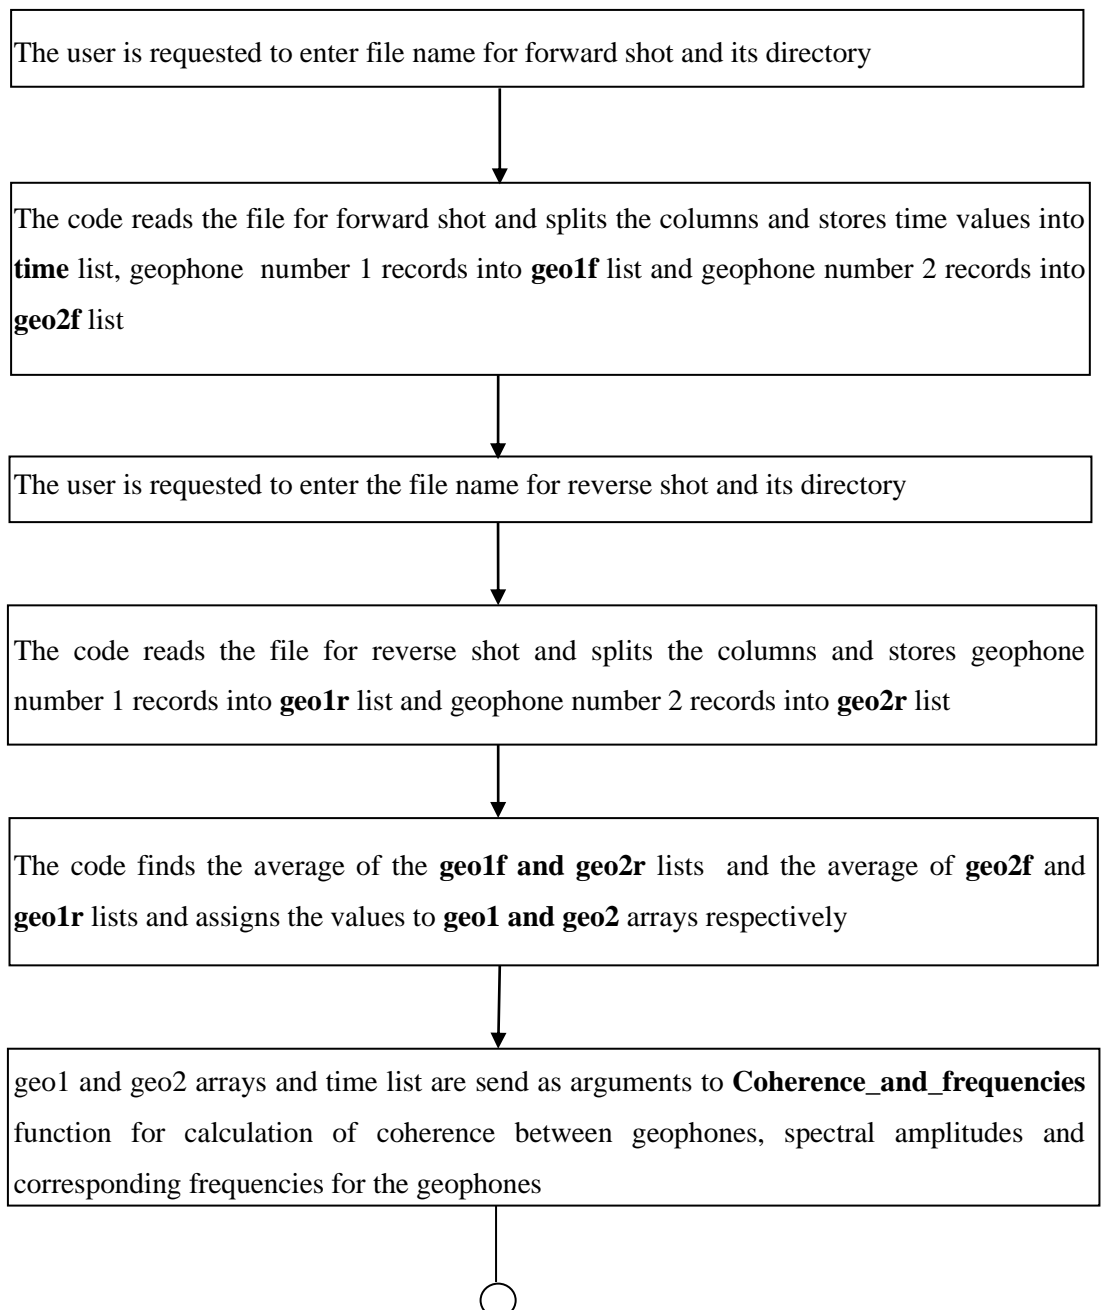 The user is requested to enter file name for forward shot and its directory
The code reads the file for forward shot and splits the columns and stores time values into
time list, geophone number 1 records into geo1f list and geophone number 2 records into
geo2f list
The user is requested to enter the file name for reverse shot and its directory
The code reads the file for reverse shot and splits the columns and stores geophone
number 1 records into geo1r list and geophone number 2 records into geo2r list
The code finds the average of the geo1f and geo2r lists and the average of geo2f and
geo1r lists and assigns the values to geo1 and geo2 arrays respectively
geo1 and geo2 arrays and time list are send as arguments to Coherence_and_frequencies
function for calculation of coherence between geophones, spectral amplitudes and
corresponding frequencies for the geophones